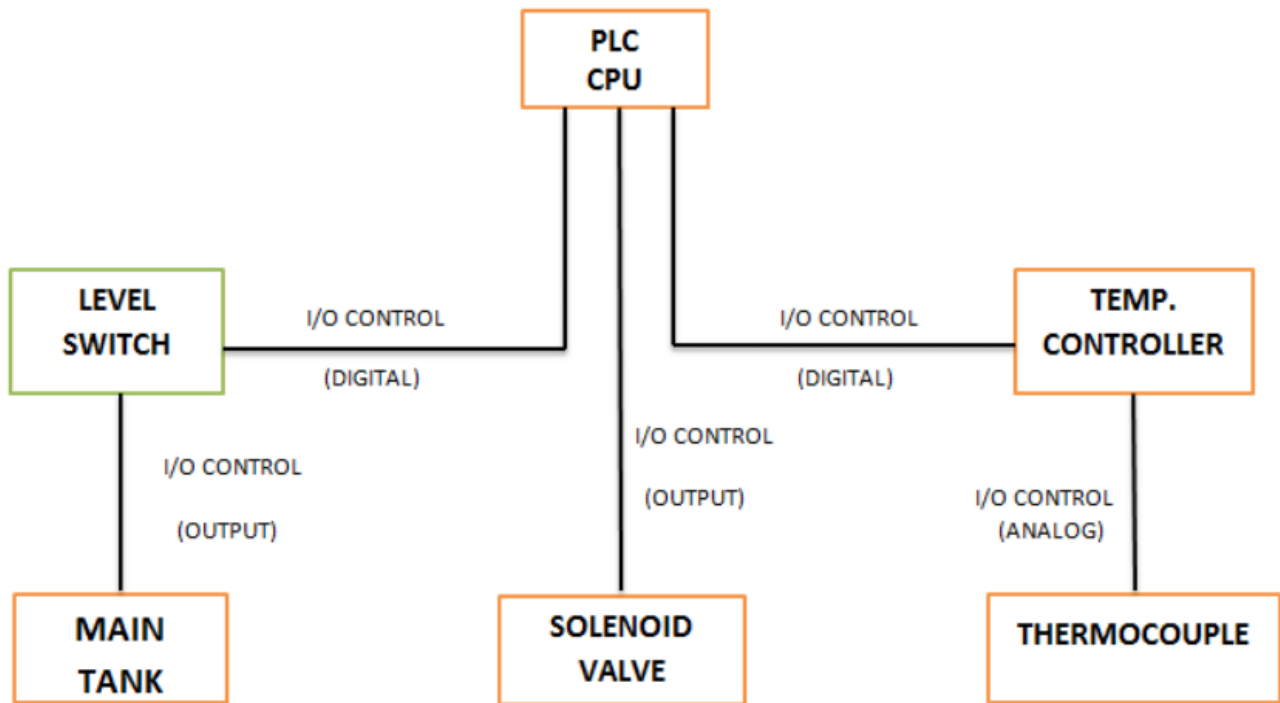 PLC
CPU
LEVEL
SWITCH
I/O CONTROL
(DIGITAL)
I/O CONTROL
(DIGITAL)
TEMP.
CONTROLLER
I/O CONTROL
(OUTPUT)
I/O CONTROL
(OUTPUT)
I/O CONTROL
(ANALOG)
MAIN
TANK
SOLENOID
VALVE
THERMOCOUPLE